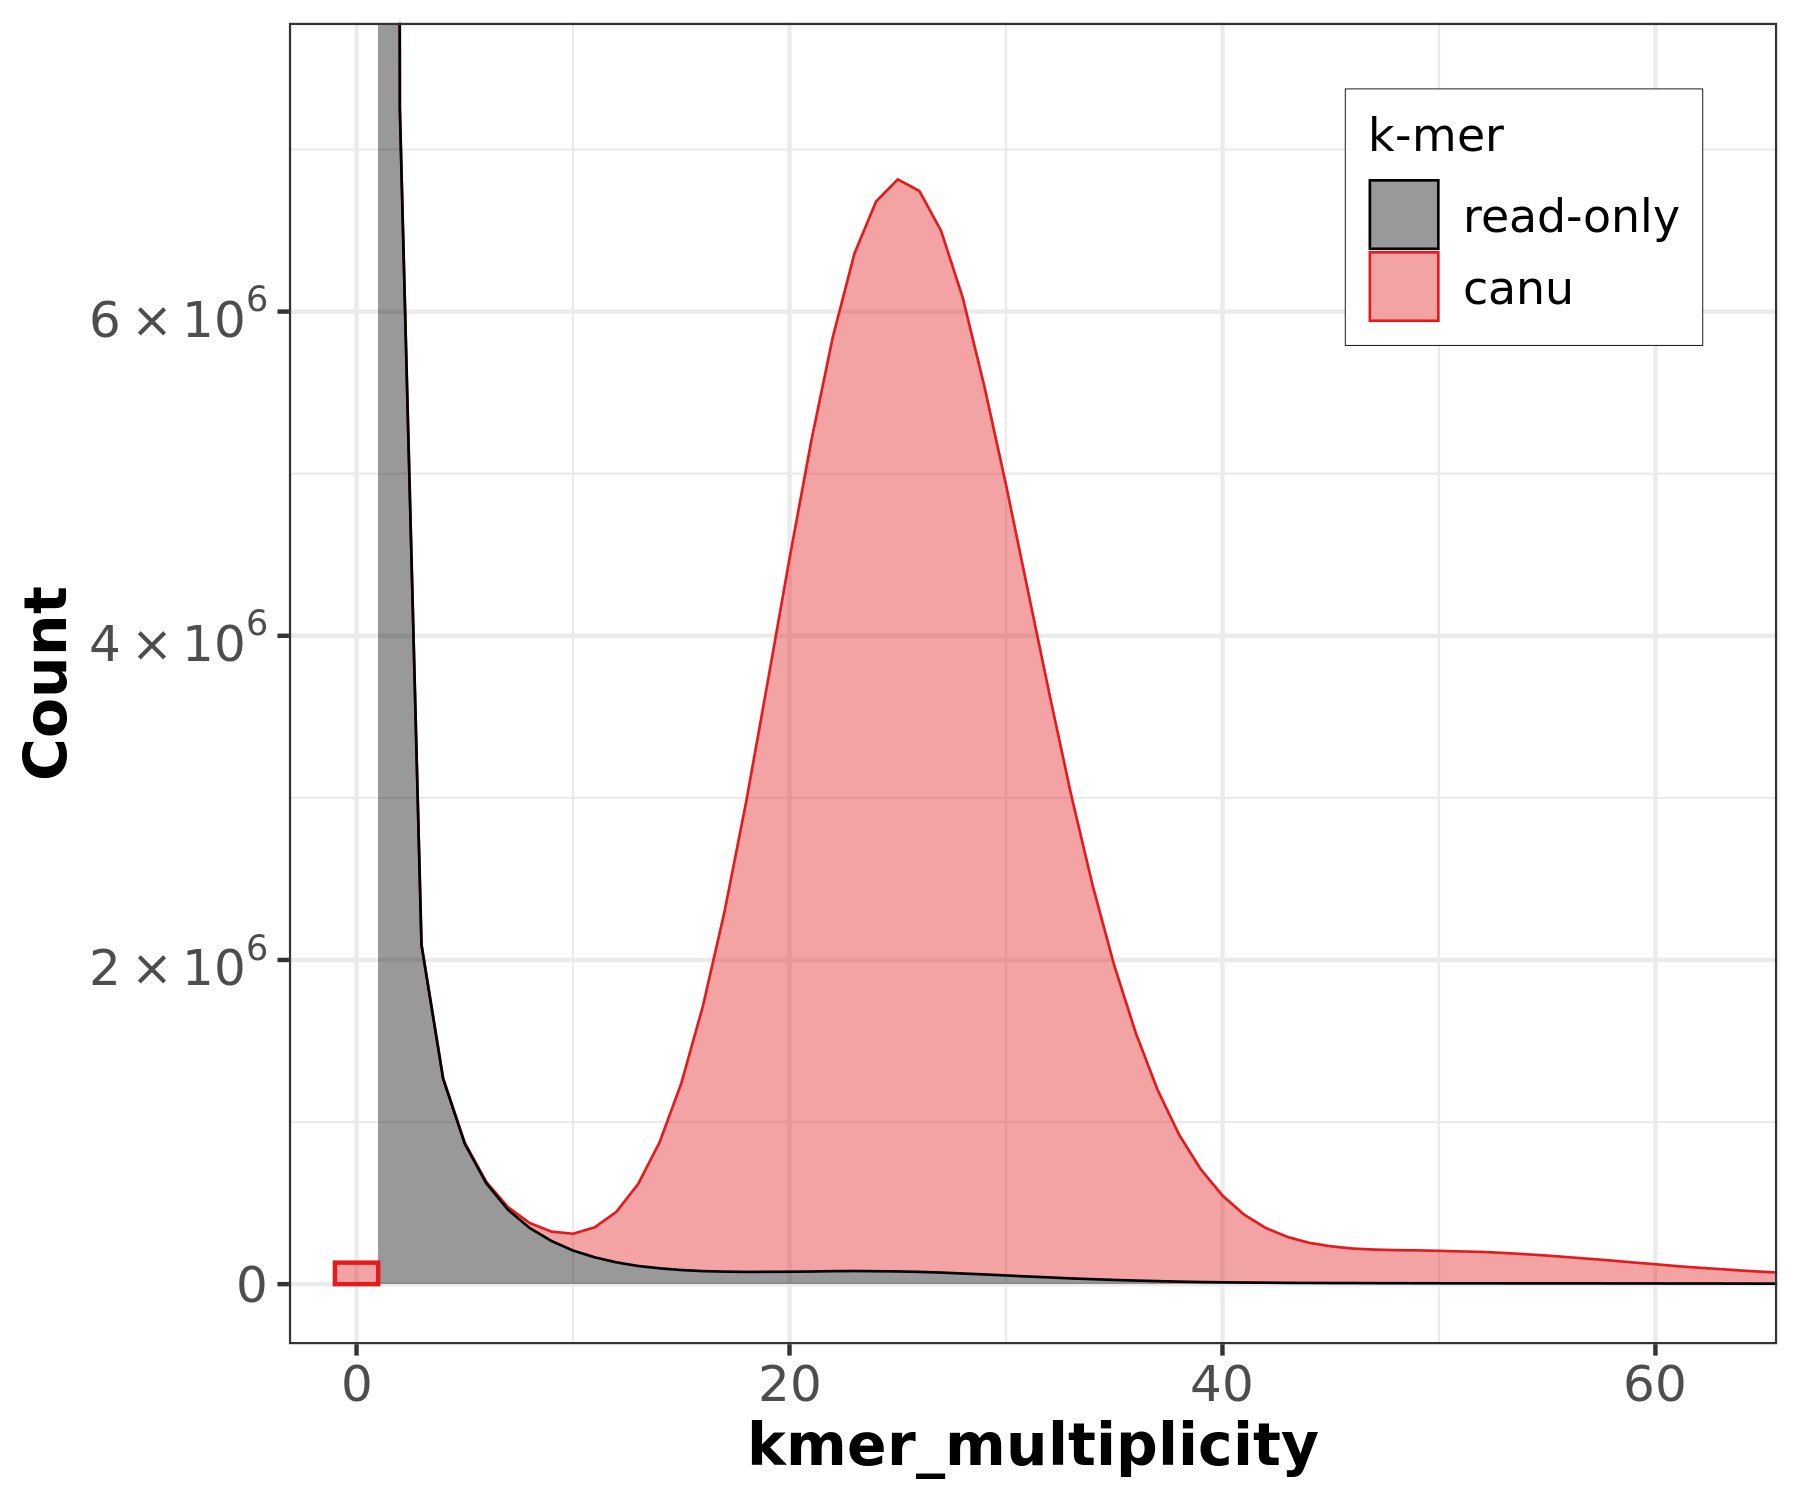 k-mer
read-only
canu
6 × 10⁶
4 × 10⁶
2 × 10⁶
0
Count
0 20 40 60
kmer_multiplicity